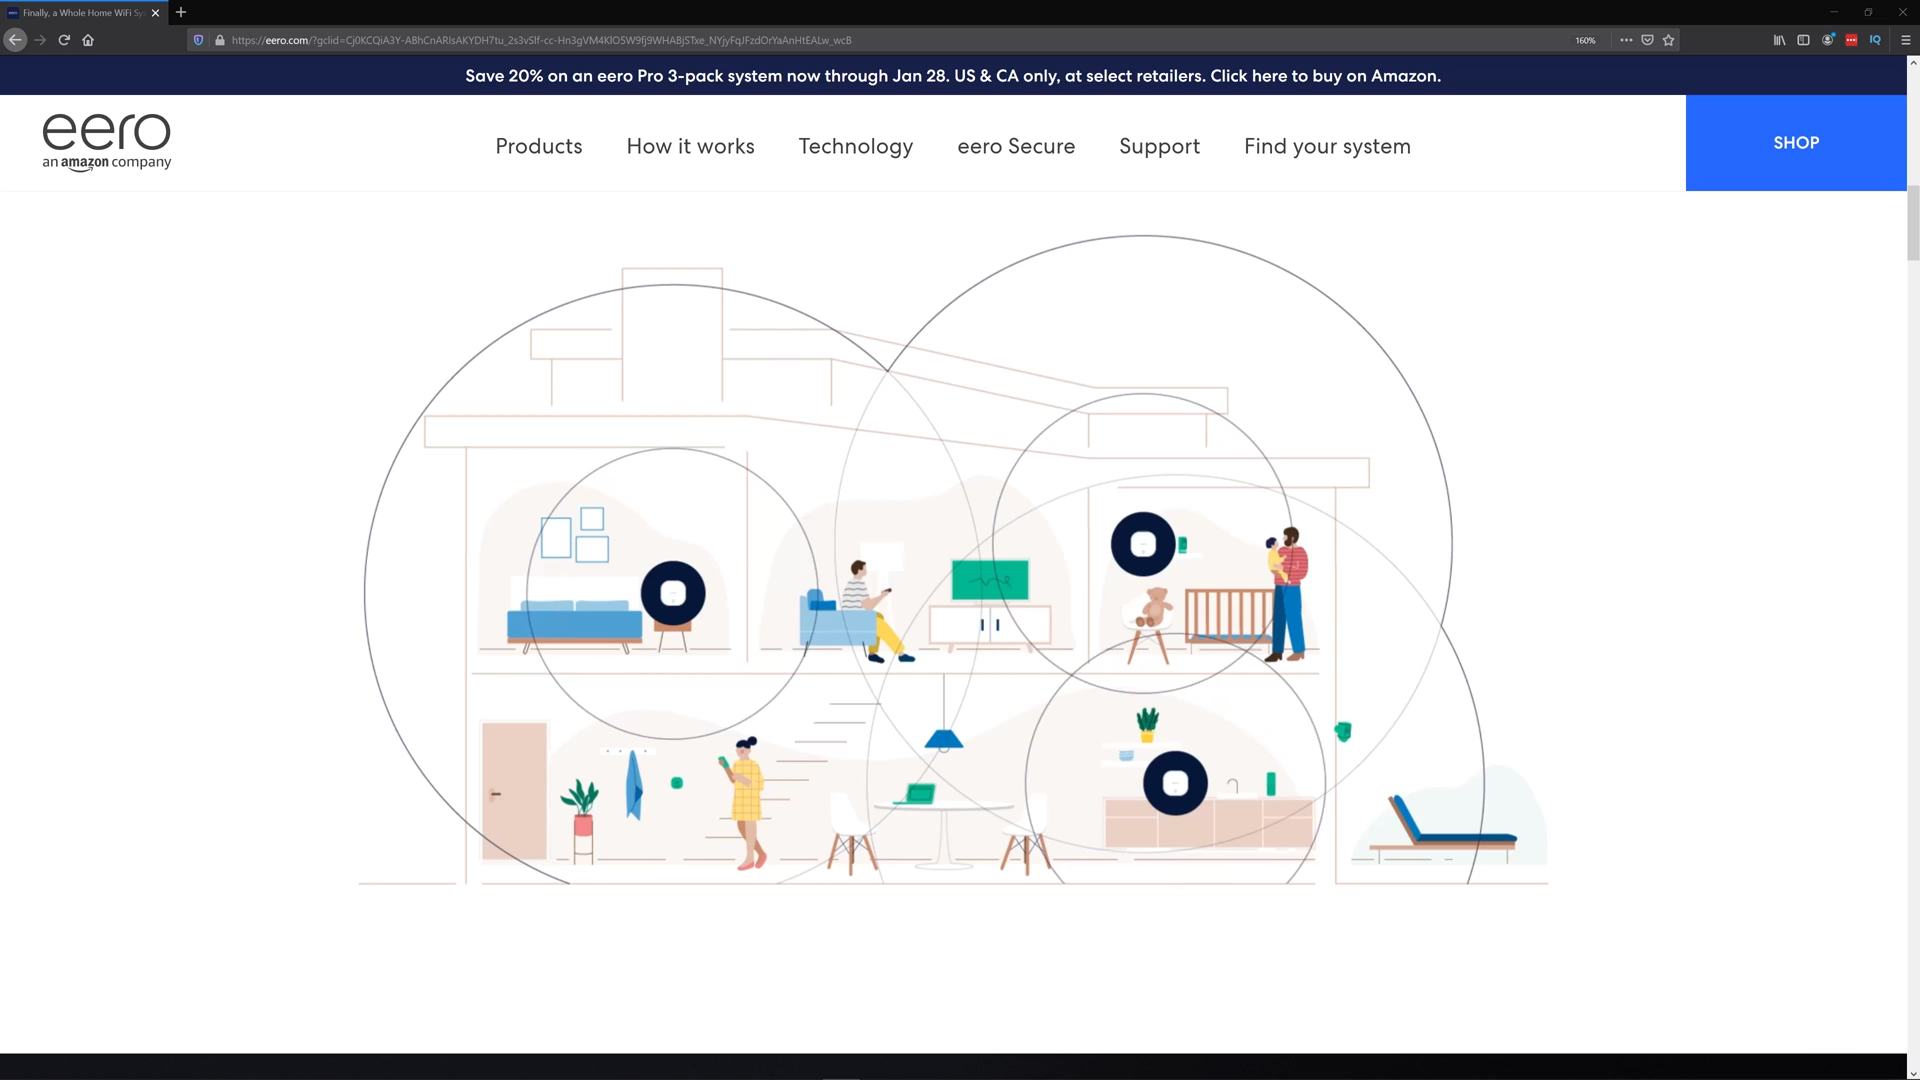 Finally, a Whole Home WiFi Sy
https://eero.com/?gclid=Cj0KCQiA3Y-ABhCnARIsAKYDH7tu_2s3vSlf-cc-Hn3gVM4KlO5W9fj9WHABjSTxe_NYjyFqJFzdOrYaAnHtEALw_wcB
160%
IQ
Save 20% on an eero Pro 3-pack system now through Jan 28. US & CA only, at select retailers. Click here to buy on Amazon.
eero
an amazon company
Products
How it works
Technology
eero Secure
Support
Find your system
SHOP